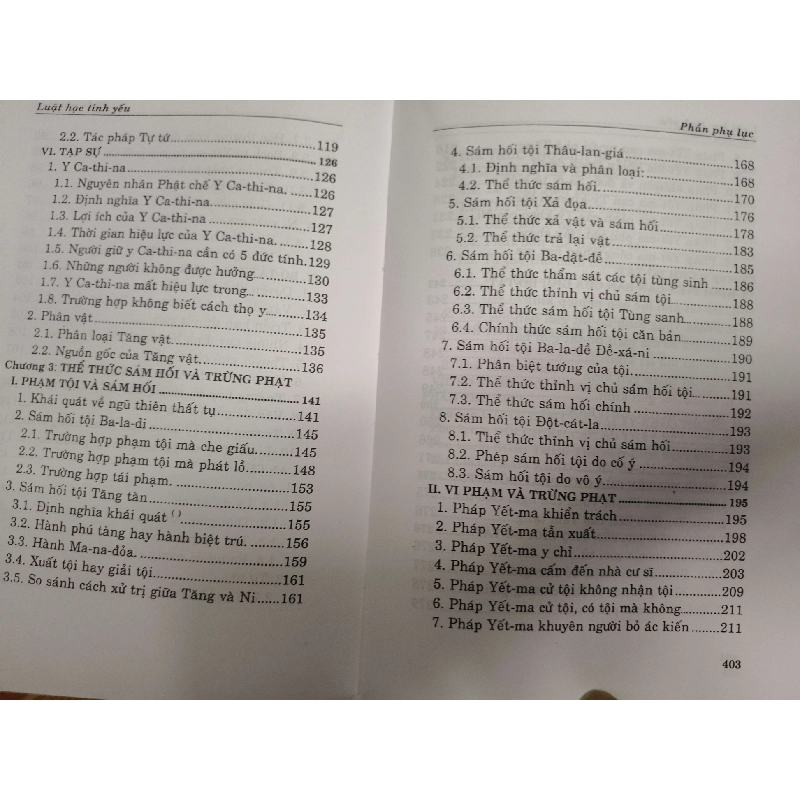 Luật học tinh yếu
2.2. Tác pháp Tự tứ............................119
VI. TẠP SỰ............................126
1. Y Ca-thi-na............................126
1.1. Nguyên nhân Phật chế Y Ca-thi-na. .......126
1.2. Định nghĩa Y Ca-thi-na............................127
1.3. Lợi ích của Y Ca-thi-na ............................127
1.4. Thời gian hiệu lực của Y Ca-thi-na. ........128
1.5. Người giữ y Ca-thi-na cần có 5 đức tính.129
1.6. Những người không được hưởng... ..........130
1.7. Y Ca-thi-na mất hiệu lực trong... ............133
1.8. Trường hợp không biết cách thọ y... ........134
2. Phân vật ............................135
2.1. Phân loại Tăng vật. ............................135
2.2. Nguồn gốc của Tăng vật............................136
Chương 3: THỂ THỨC SÁM HỐI VÀ TRỪNG PHẠT
I. PHẠM TỘI VÀ SÁM HỐI ............................141
1. Khái quát về ngũ thiên thất tụ ..................141
2. Sám hối tội Ba-la-di ............................145
2.1. Trường hợp phạm tội mà che giấu...........145
2.2. Trường hợp phạm tội mà phát lồ............148
2.3. Trường hợp tái phạm. ............................153
3. Sám hối tội Tăng tàn ............................155
3.1. Định nghĩa khái quát ( ) ............................155
3.2. Hành phú tàng hay hành biệt trú. ..........156
3.3. Hành Ma-na-đỏa. ............................159
3.4. Xuất tội hay giải tội............................161
3.5. So sánh cách xử trị giữa Tăng và Ni ......161
Phần phụ lục
4. Sám hối tội Thâu-lan-giá ............................168
4.1. Định nghĩa và phân loại: ............................168
4.2. Thể thức sám hối. ............................170
5. Sám hối tội Xả đọa ............................176
5.1. Thể thức xả vật và sám hối ......................178
5.2. Thể thức trả lại vật ............................183
6. Sám hối tội Ba-dật-đề ............................185
6.1. Thể thức thẩm sát các tội tùng sinh .......186
6.2. Thể thức thính vị chủ sám tội..................188
6.3. Thể thức sám hối tội Tùng sanh..............188
6.4. Chính thức sám hối tội căn bản...............189
7. Sám hối tội Ba-la-đề Đề-xá-ni ....................190
7.1. Phân biệt tướng của tội............................191
7.2. Thể thức thỉnh vị chủ sám hối tội...........191
7.3. Thể thức sám hối chính ............................192
8. Sám hối tội Đột-cát-la ............................193
8.1. Thể thức thỉnh vị chủ sám hối ................193
8.2. Phép sám hối tội do cố ý ............................194
8.3. Sám hối tội do vô ý............................194
II. VI PHẠM VÀ TRỪNG PHẠT............................195
1. Pháp Yết-ma khiển trách ............................195
2. Pháp Yết-ma tẫn xuất............................198
3. Pháp Yết-ma y chỉ ............................202
4. Pháp Yết-ma cấm đến nhà cư sĩ ................203
5. Pháp Yết-ma cử tội không nhận tội ..........209
6. Pháp Yết-ma cử tội, có tội mà không..........211
7. Pháp Yết-ma khuyên người bỏ ác kiến ........211
403